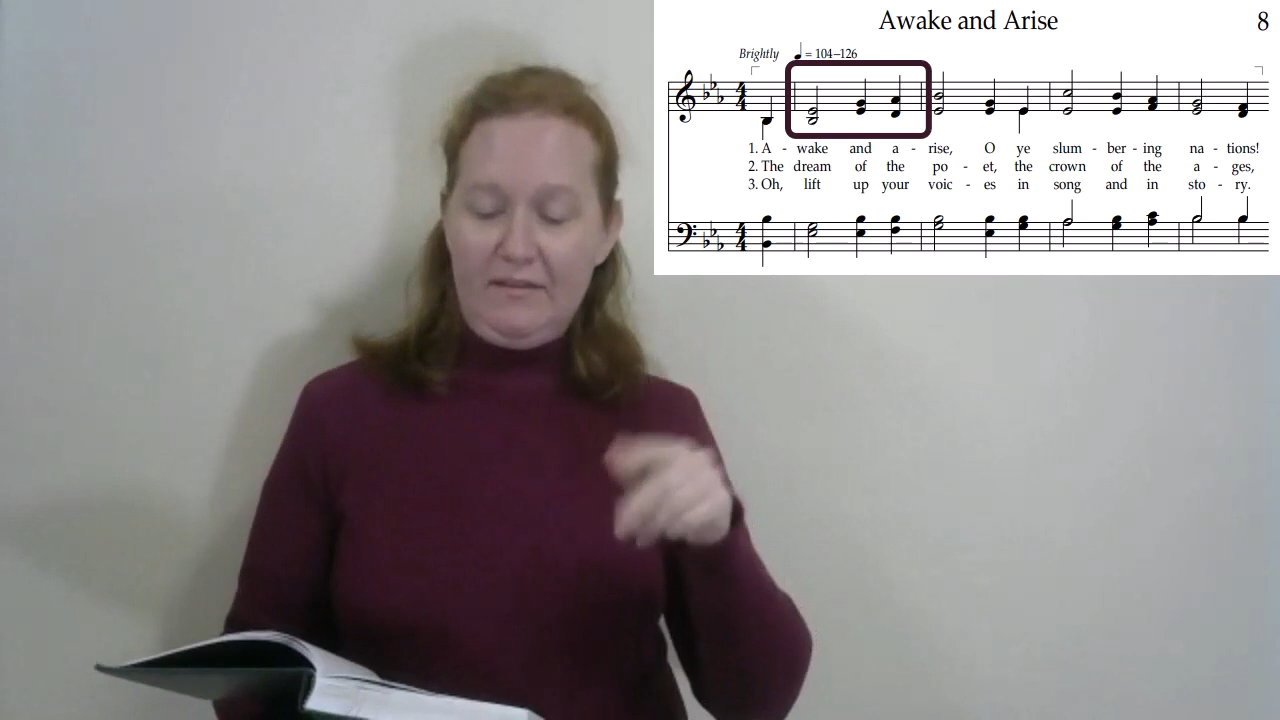 Awake and Arise 8
Brightly ♩ = 104–126
1. A - wake and a - rise, O ye slum - ber - ing na - tions!
2. The dream of the po - et, the crown of the a - ges,
3. Oh, lift up your voic - es in song and in sto - ry.